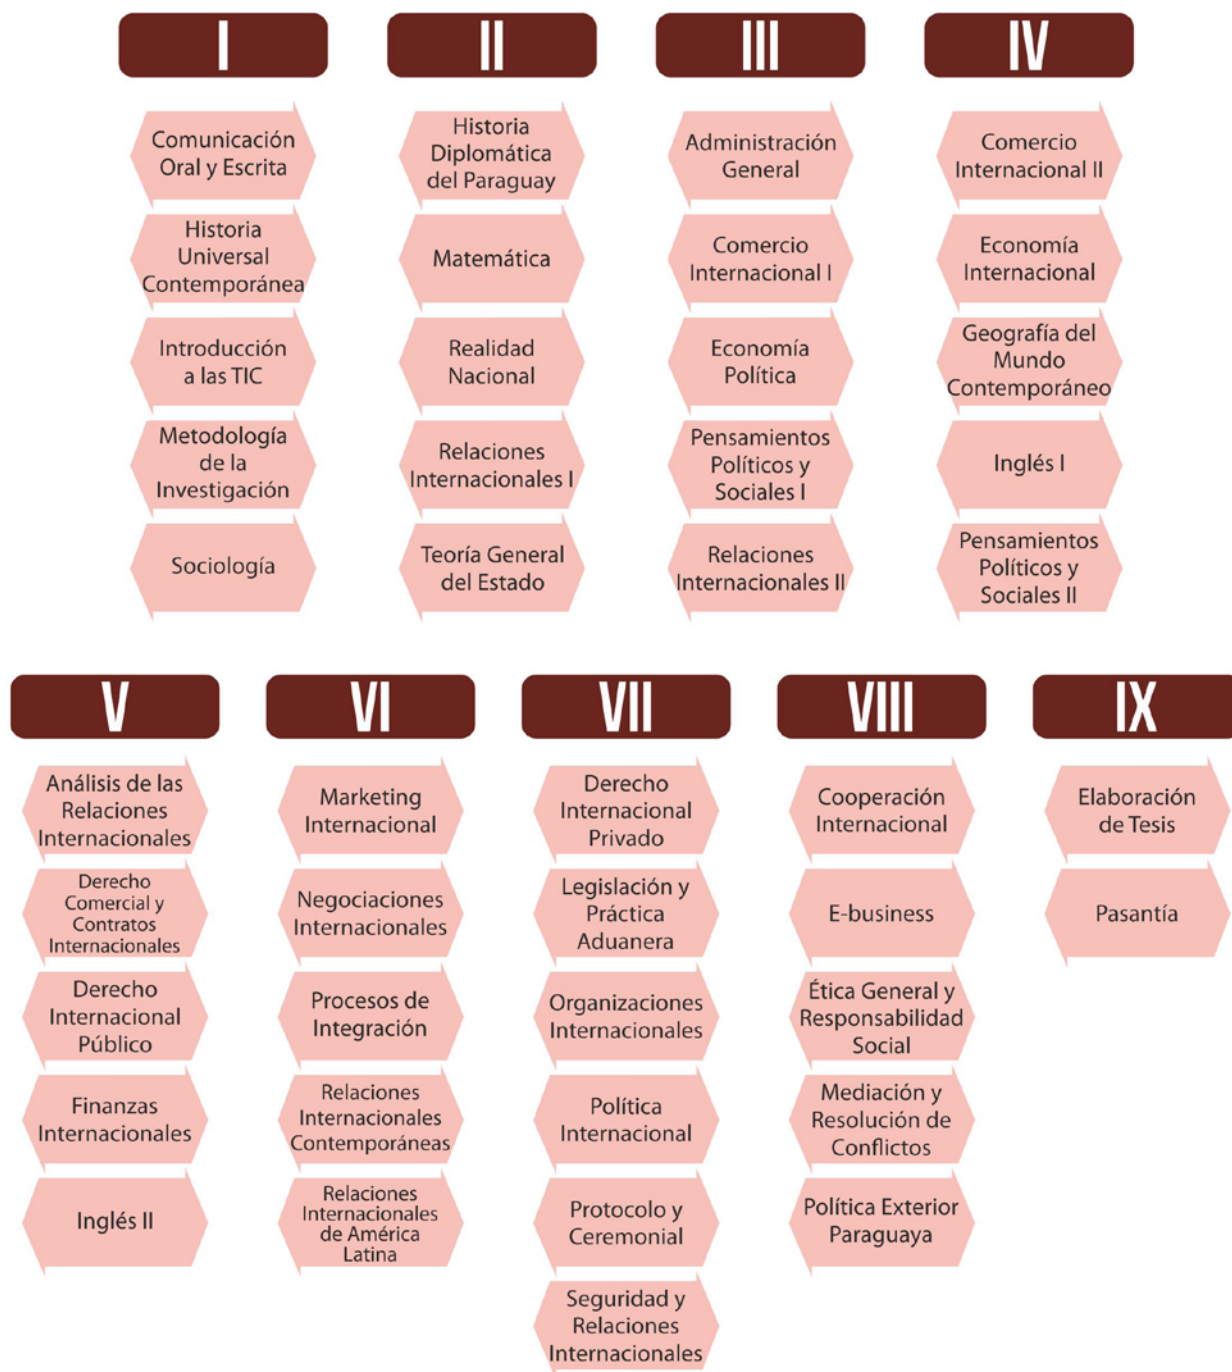 I
Comunicación
Oral y Escrita
Historia
Universal
Contemporánea
Introducción
a las TIC
Metodología
de la
Investigación
Sociología
II
Historia
Diplomática
del Paraguay
Matemática
Realidad
Nacional
Relaciones
Internacionales I
Teoría General
del Estado
III
Administración
General
Comercio
Internacional I
Economía
Política
Pensamientos
Políticos y
Sociales I
Relaciones
Internacionales II
IV
Comercio
Internacional II
Economía
Internacional
Geografía del
Mundo
Contemporáneo
Inglés I
Pensamientos
Políticos y
Sociales II
V
Análisis de las
Relaciones
Internacionales
Derecho
Comercial y
Contratos
Internacionales
Derecho
Internacional
Público
Finanzas
Internacionales
Inglés II
VI
Marketing
Internacional
Negociaciones
Internacionales
Procesos de
Integración
Relaciones
Internacionales
Contemporáneas
Relaciones
Internacionales
de América
Latina
VII
Derecho
Internacional
Privado
Legislación y
Práctica
Aduanera
Organizaciones
Internacionales
Política
Internacional
Protocolo y
Ceremonial
Seguridad y
Relaciones
Internacionales
VIII
Cooperación
Internacional
E-business
Ética General y
Responsabilidad
Social
Mediación y
Resolución de
Conflictos
Política Exterior
Paraguaya
IX
Elaboración
de Tesis
Pasantía